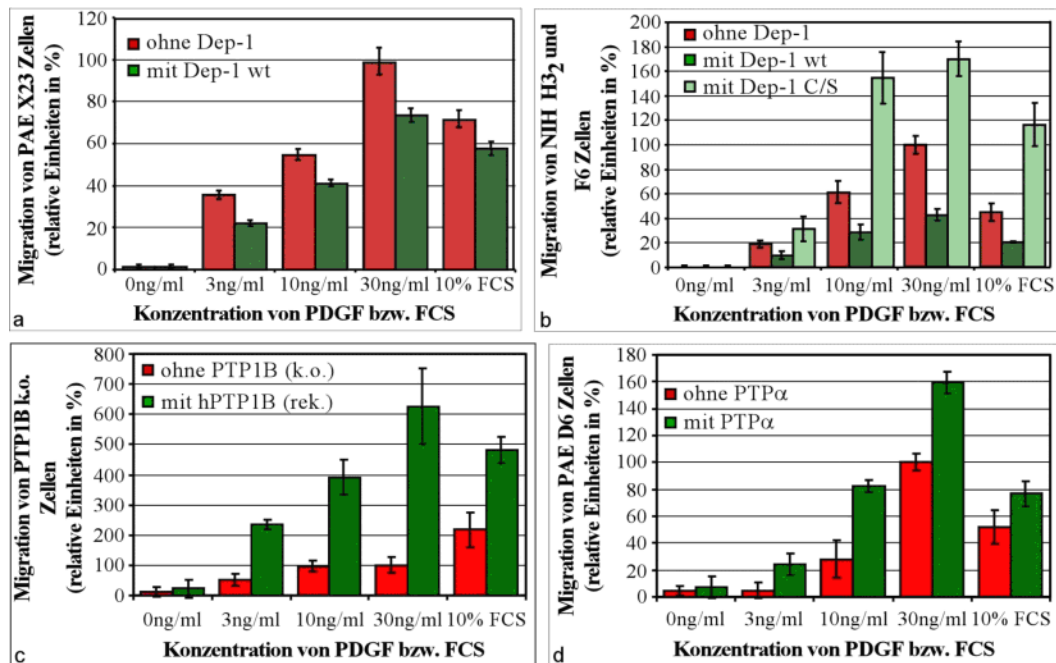 Migration von PAE X23 Zellen
(relative Einheiten in %)
120
100
80
60
40
20
0
ohne Dep-1
mit Dep-1 wt
0ng/ml 3ng/ml 10ng/ml 30ng/ml 10% FCS
Konzentration von PDGF bzw. FCS
a
Migration von NIH H3₂ und
F6 Zellen
(relative Einheiten in %)
200
180
160
140
120
100
80
60
40
20
0
ohne Dep-1
mit Dep-1 wt
mit Dep-1 C/S
0ng/ml 3ng/ml 10ng/ml 30ng/ml 10% FCS
Konzentration von PDGF bzw. FCS
b
Migration von PTP1B k.o.
Zellen
(relative Einheiten in %)
800
700
600
500
400
300
200
100
0
ohne PTP1B (k.o.)
mit hPTP1B (rek.)
0ng/ml 3ng/ml 10ng/ml 30ng/ml 10% FCS
Konzentration von PDGF bzw. FCS
c
Migration von PAE D6 Zellen
(relative Einheiten in %)
180
160
140
120
100
80
60
40
20
0
ohne PTPα
mit PTPα
0ng/ml 3ng/ml 10ng/ml 30ng/ml 10% FCS
Konzentration von PDGF bzw. FCS
d